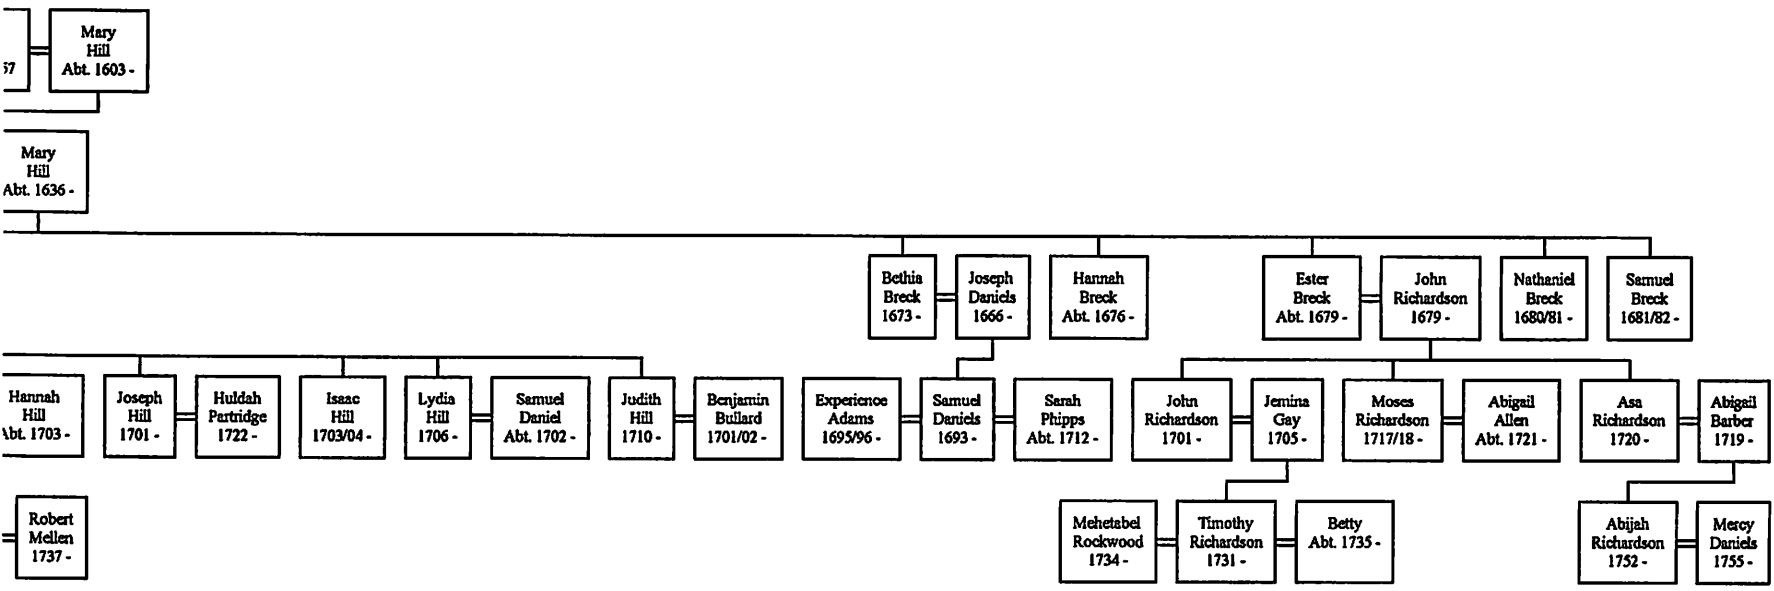 Mary
Hill
Abt. 1603 -
57
Mary
Hill
Abt. 1636 -
Bethia
Breck
1673 -
Joseph
Daniels
1666 -
Hannah
Breck
Abt. 1676 -
Ester
Breck
Abt. 1679 -
John
Richardson
1679 -
Nathaniel
Breck
1680/81 -
Samuel
Breck
1681/82 -
Hannah
Hill
Abt. 1703 -
Joseph
Hill
1701 -
Huldah
Partridge
1722 -
Isaac
Hill
1703/04 -
Lydia
Hill
1706 -
Samuel
Daniel
Abt. 1702 -
Judith
Hill
1710 -
Benjamin
Bullard
1701/02 -
Experience
Adams
1695/96 -
Samuel
Daniels
1693 -
Sarah
Phipps
Abt. 1712 -
John
Richardson
1701 -
Jemina
Gay
1705 -
Moses
Richardson
1717/18 -
Abigail
Allen
Abt. 1721 -
Asa
Richardson
1720 -
Abigail
Barber
1719 -
Robert
Mellen
1737 -
Mehetabel
Rockwood
1734 -
Timothy
Richardson
1731 -
Betty
Abt. 1735 -
Abijah
Richardson
1752 -
Mercy
Daniels
1755 -